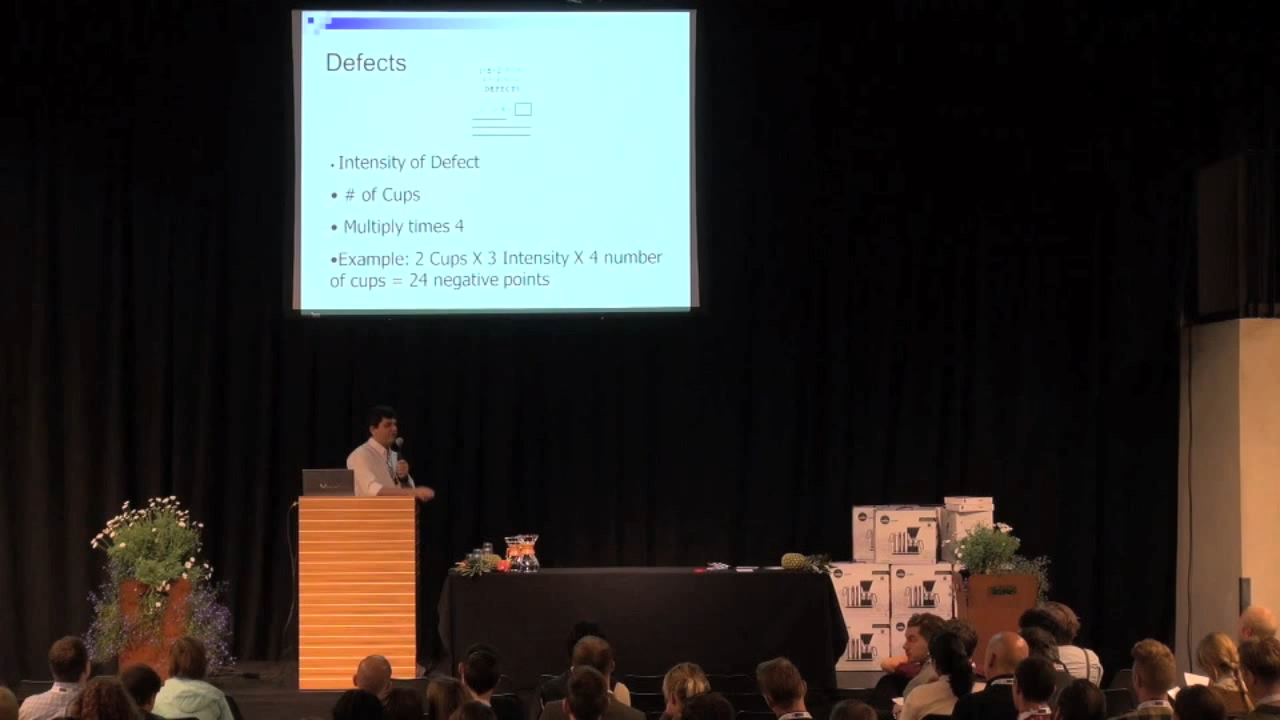 Defects
DEFECTS
• Intensity of Defect
• # of Cups
• Multiply times 4
•Example: 2 Cups X 3 Intensity X 4 number
of cups = 24 negative points